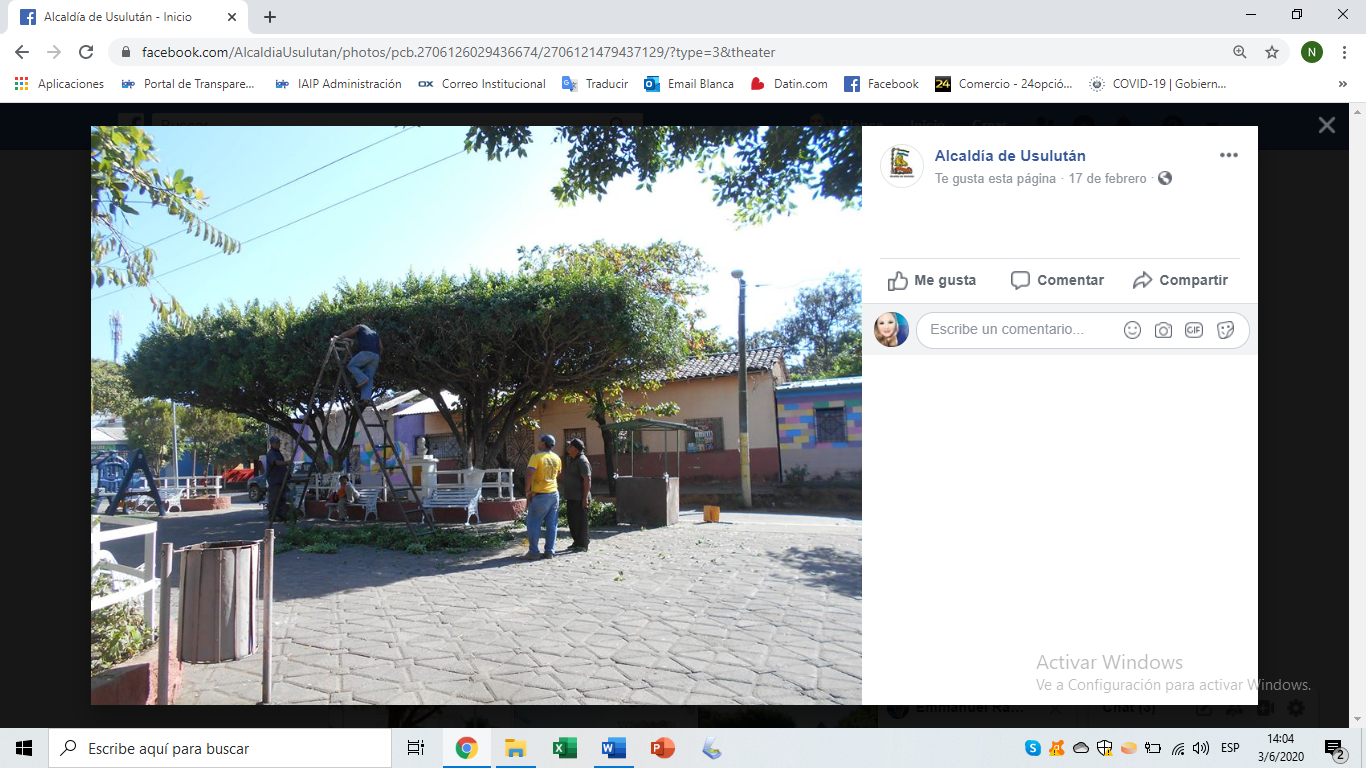 Alcaldía de Usulután - Inicio
facebook.com/AlcaldiaUsulutan/photos/pcb.2706126029436674/2706121479437129/?type=3&theater
N
Aplicaciones
Portal de Transpare...
IAIP Administración
Correo Institucional
Traducir
Email Blanca
Datin.com
Facebook
24
Comercio - 24opció...
COVID-19 | Gobiern...
»
Alcaldía de Usulután
Te gusta esta página · 17 de febrero ·
Me gusta
Comentar
Compartir
Escribe un comentario...
GIF
Activar Windows
Ve a Configuración para activar Windows.
Escribe aquí para buscar
ESP
14:04
3/6/2020
2